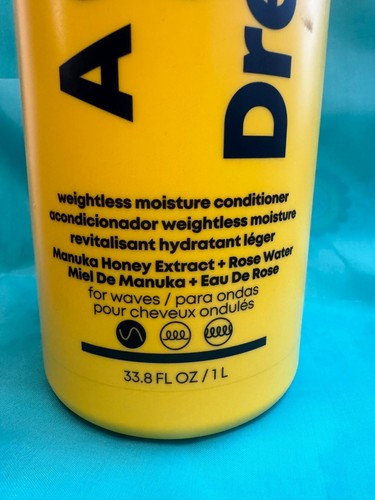 A
Dre
weightless moisture conditioner
acondicionador weightless moisture
revitalisant hydratant léger
Manuka Honey Extract + Rose Water
Miel De Manuka + Eau De Rose
for waves / para ondas
pour cheveux ondulés
33.8 FL OZ / 1 L